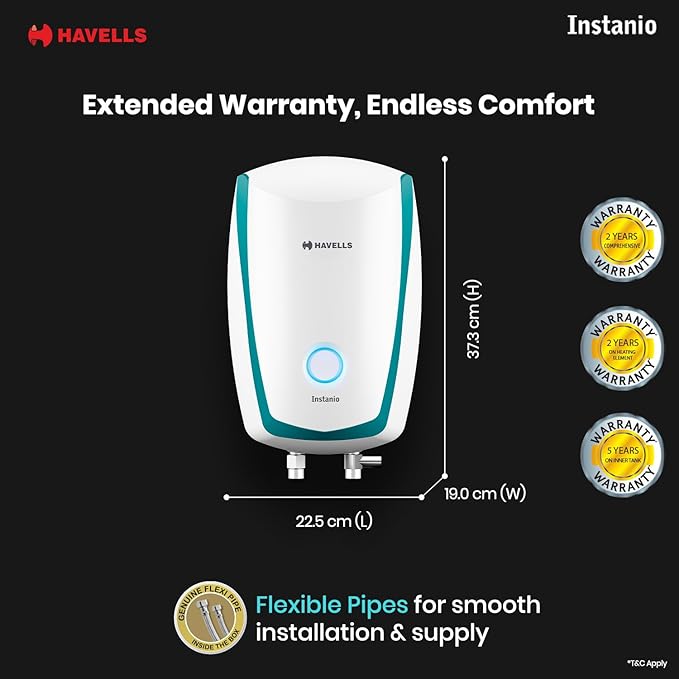 HAVELLS
Instanio
Extended Warranty, Endless Comfort
HAVELLS
Instanio
37.3 cm (H)
19.0 cm (W)
22.5 cm (L)
WARRANTY
2 YEARS
COMPREHENSIVE
WARRANTY
WARRANTY
2 YEARS
ON HEATING
ELEMENT
WARRANTY
WARRANTY
5 YEARS
ON INNER TANK
WARRANTY
GENUINE FLEXI PIPE
INSIDE THE BOX
Flexible Pipes for smooth
installation & supply
*T&C Apply